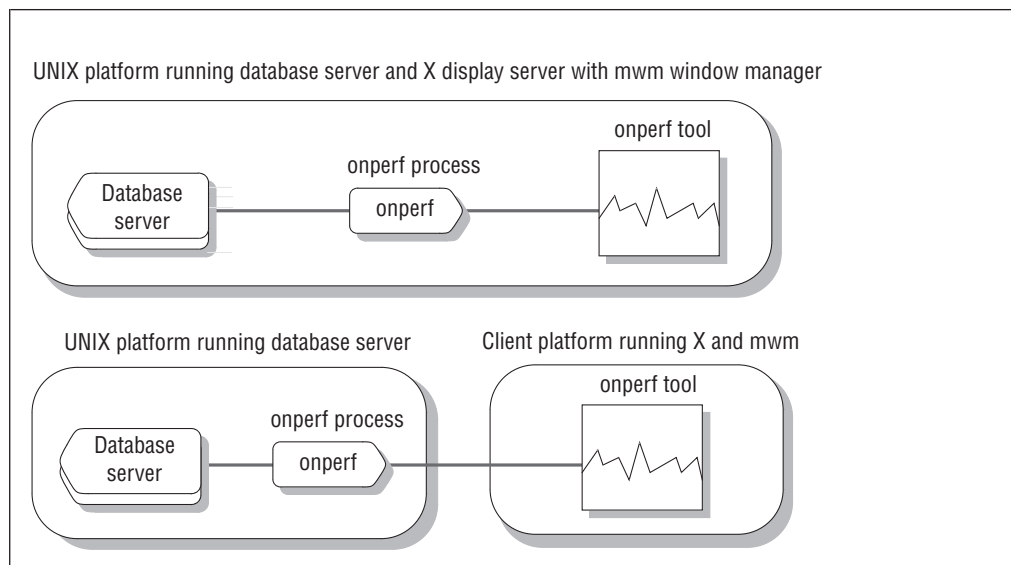 UNIX platform running database server and X display server with mwm window manager
onperf tool
onperf process
Database
server
onperf
UNIX platform running database server
Client platform running X and mwm
onperf tool
onperf process
Database
server
onperf